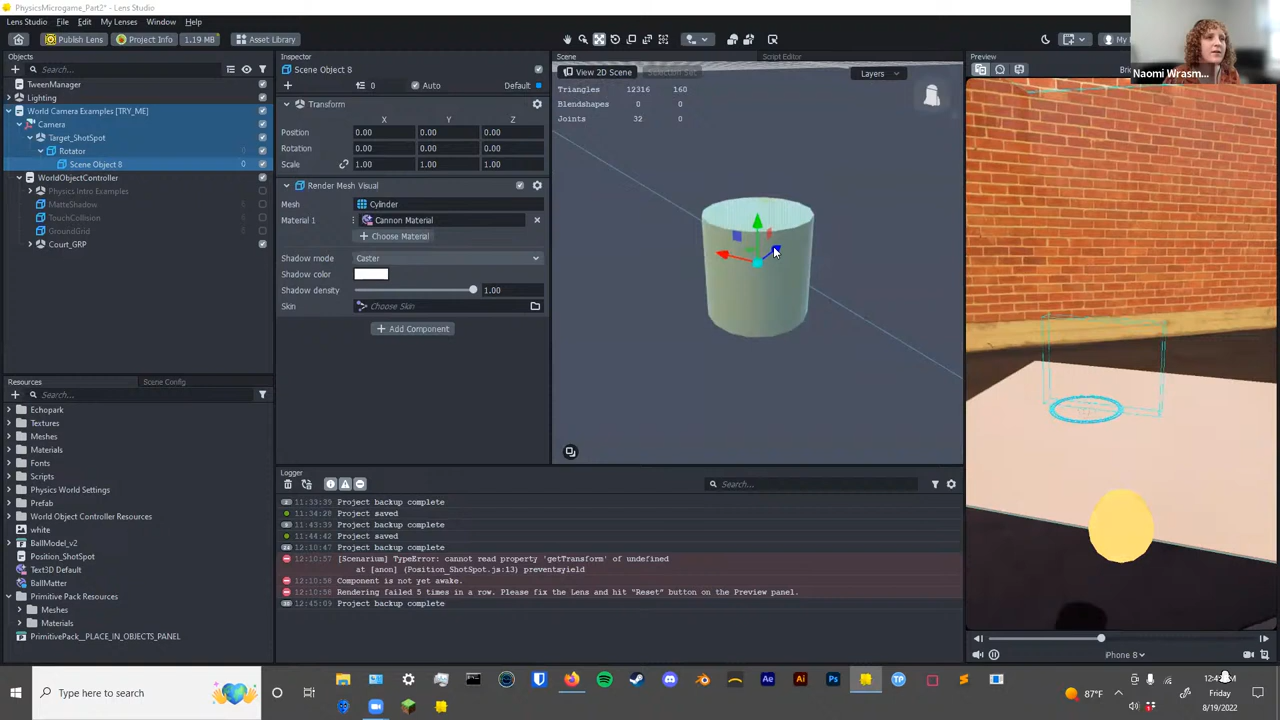 PhysicsMicrogame_Part2* - Lens Studio
Lens Studio File Edit My Lenses Window Help
Publish Lens Project Info 1.19 MB Asset Library
My
Naomi Wrasm...
Objects
Search...
TweenManager
Lighting
World Camera Examples [TRY_ME]
Camera
Target_ShotSpot
Rotator
Scene Object 8
WorldObjectController
Physics Intro Examples
MatteShadow
TouchCollision
GroundGrid
Court_GRP
Inspector
Scene Object 8
0 Auto Default
Transform
X Y Z
Position 0.00 0.00 0.00
Rotation 0.00 0.00 0.00
Scale 1.00 1.00 1.00
Render Mesh Visual
Mesh Cylinder
Material 1 Cannon Material
Choose Material
Shadow mode Caster
Shadow color
Shadow density 1.00
Skin Choose Skin
Add Component
Scene Script Editor
View 2D Scene
Layers
Triangles 12316 160
Blendshapes 0 0
Joints 32 0
Preview
Resources Scene Config
Search...
Echopark
Textures
Meshes
Materials
Fonts
Scripts
Physics World Settings
Prefab
World Object Controller Resources
white
BallModel_v2
Position_ShotSpot
Text3D Default
BallMatter
Primitive Pack Resources
Meshes
Materials
PrimitivePack__PLACE_IN_OBJECTS_PANEL
Logger
Search...
11:33:39 Project backup complete
11:34:28 Project saved
11:43:39 Project backup complete
11:44:42 Project saved
12:10:47 Project backup complete
12:10:57 [Scenarium] TypeError: cannot read property 'getTransform' of undefined
at [anon] (Position_ShotSpot.js:13) preventsyield
12:10:58 Component is not yet awake.
12:10:58 Rendering failed 5 times in a row. Please fix the Lens and hit "Reset" button on the Preview panel.
12:45:09 Project backup complete
iPhone 8
Type here to search
87°F
Friday
8/19/2022